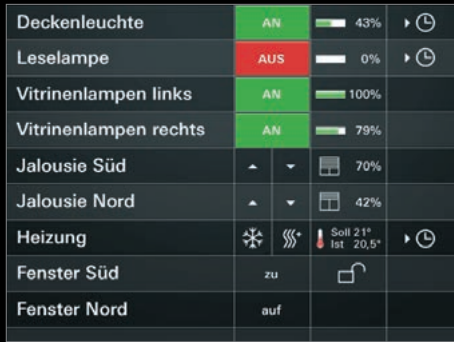 Deckenleuchte AN 43%
Leselampe AUS 0%
Vitrinenlampen links AN 100%
Vitrinenlampen rechts AN 79%
Jalousie Süd 70%
Jalousie Nord 42%
Heizung Soll 21°
Ist 20,5°
Fenster Süd zu
Fenster Nord auf